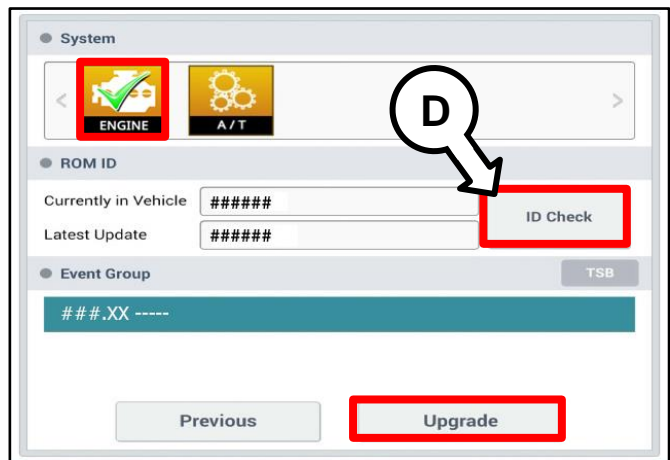 System
ENGINE
A/T
D
ROM ID
Currently in Vehicle ######
ID Check
Latest Update ######
Event Group TSB
###.XX -----
Previous Upgrade